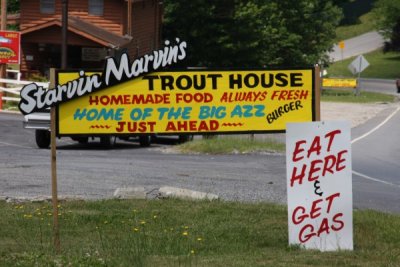 Starvin Marvin's
TROUT HOUSE
HOMEMADE FOOD ALWAYS FRESH
HOME OF THE BIG AZZ BURGER
JUST AHEAD
EAT
HERE
&
GET
GAS